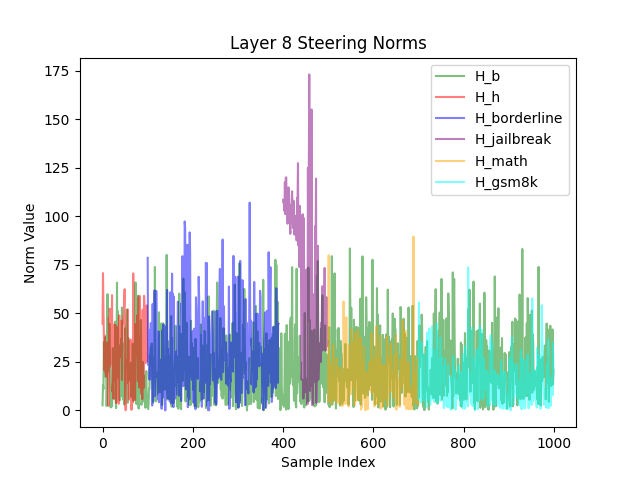 Layer 8 Steering Norms
175
150
125
100
75
50
25
0
Norm Value
0
200
400
600
800
1000
Sample Index
H_b
H_h
H_borderline
H_jailbreak
H_math
H_gsm8k